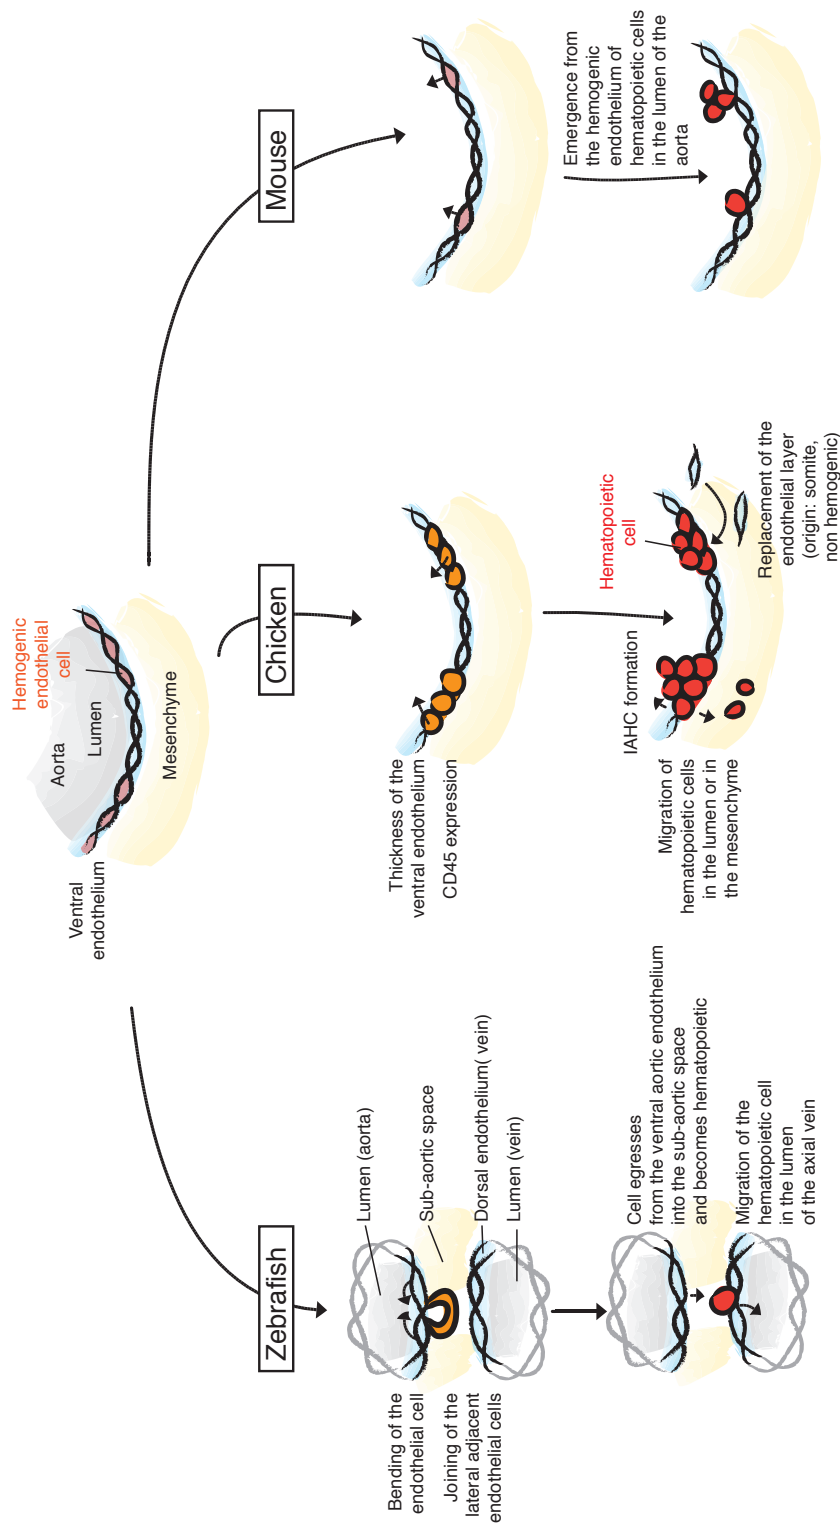 Hemogenic
endothelial
cell
Aorta
Lumen
Mesenchyme
Ventral
endothelium
Zebrafish
Chicken
Mouse
Lumen (aorta)
Sub-aortic space
Dorsal endothelium( vein)
Lumen (vein)
Bending of the
endothelial cell
Joining of the
lateral adjacent
endothelial cells
Cell egresses
from the ventral aortic endothelium
into the sub-aortic space
and becomes hematopoietic
Migration of the
hematopoietic cell
in the lumen
of the axial vein
Thickness of the
ventral endothelium
CD45 expression
IAHC formation
Migration of
hematopoietic cells
in the lumen or in
the mesenchyme
Hematopoietic
cell
Replacement of the
endothelial layer
(origin: somite,
non hemogenic)
Emergence from
the hemogenic
endothelium of
hematopoietic cells
in the lumen of the
aorta